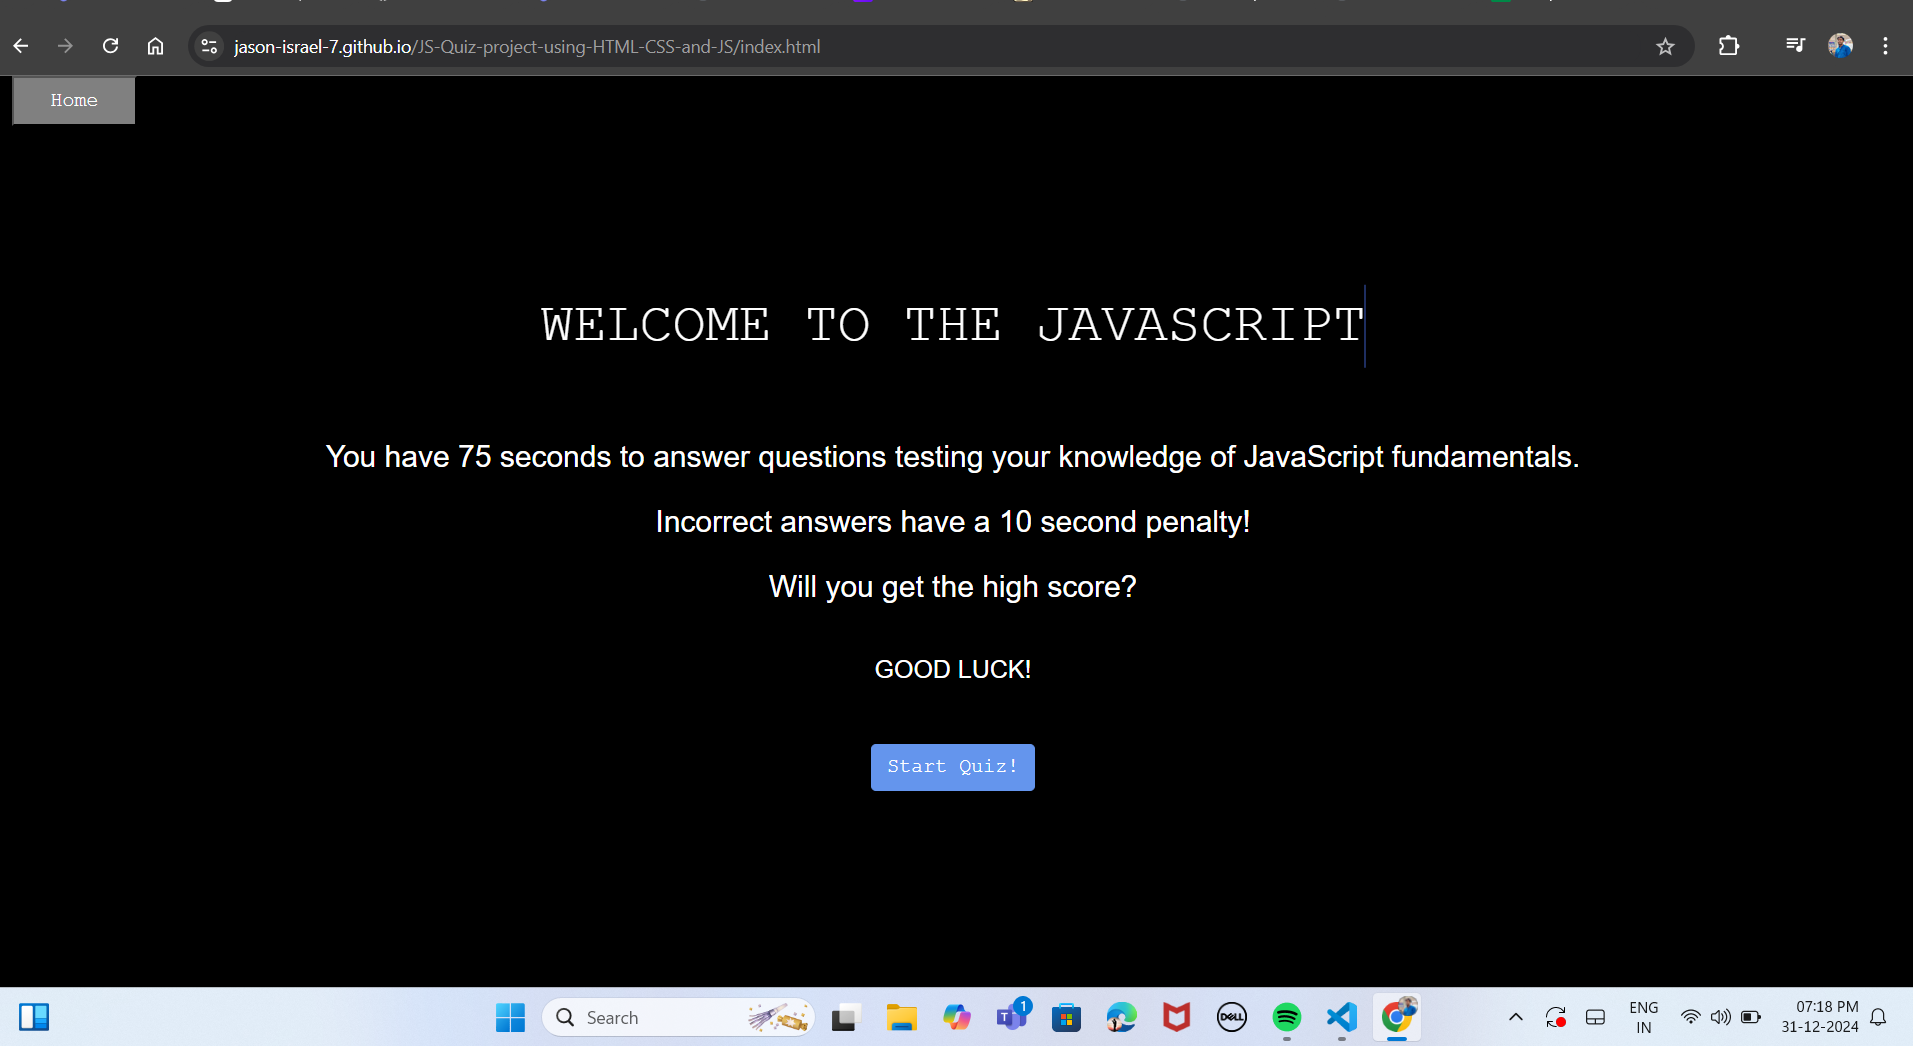 jason-israel-7.github.io/JS-Quiz-project-using-HTML-CSS-and-JS/index.html
Home
WELCOME TO THE JAVASCRIPT
You have 75 seconds to answer questions testing your knowledge of JavaScript fundamentals.
Incorrect answers have a 10 second penalty!
Will you get the high score?
GOOD LUCK!
Start Quiz!
Search
T
1
DELL
ENG
IN
07:18 PM
31-12-2024